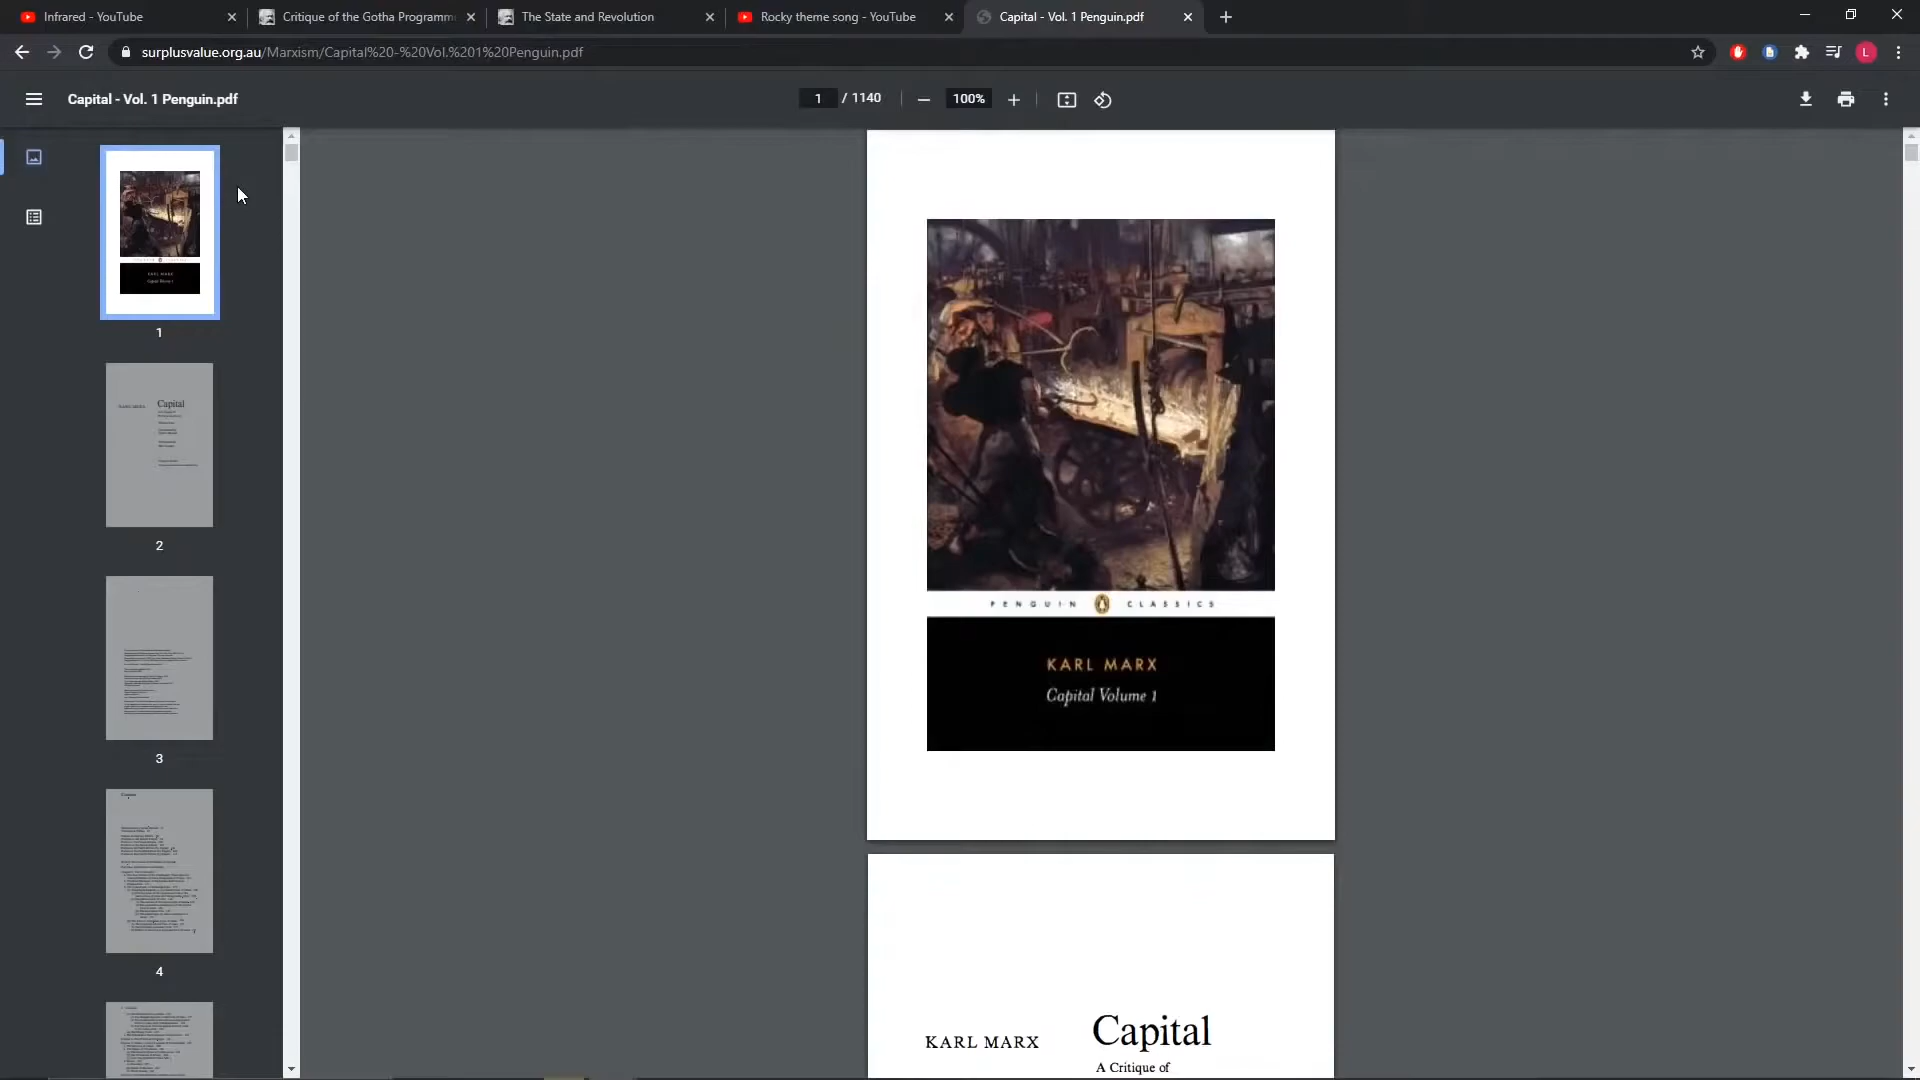 Infrared - YouTube
Critique of the Gotha Programm
The State and Revolution
Rocky theme song - YouTube
Capital - Vol. 1 Penguin.pdf
surplusvalue.org.au/Marxism/Capital%20-%20Vol.%201%20Penguin.pdf
L
Capital - Vol. 1 Penguin.pdf
1 / 1140
100%
1
2
3
4
PENGUIN CLASSICS
KARL MARX
Capital Volume 1
KARL MARX
Capital
A Critique of